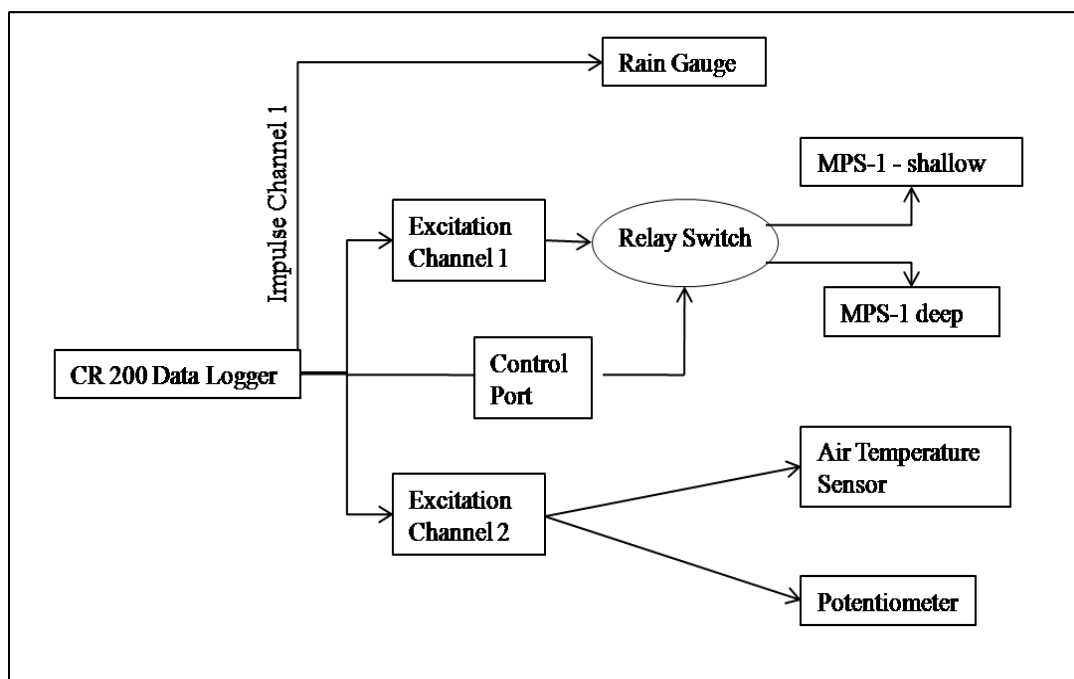 Rain Gauge
Impulse Channel 1
MPS-1 - shallow
Excitation
Channel 1
Relay Switch
MPS-1 deep
CR 200 Data Logger
Control
Port
Air Temperature
Sensor
Excitation
Channel 2
Potentiometer